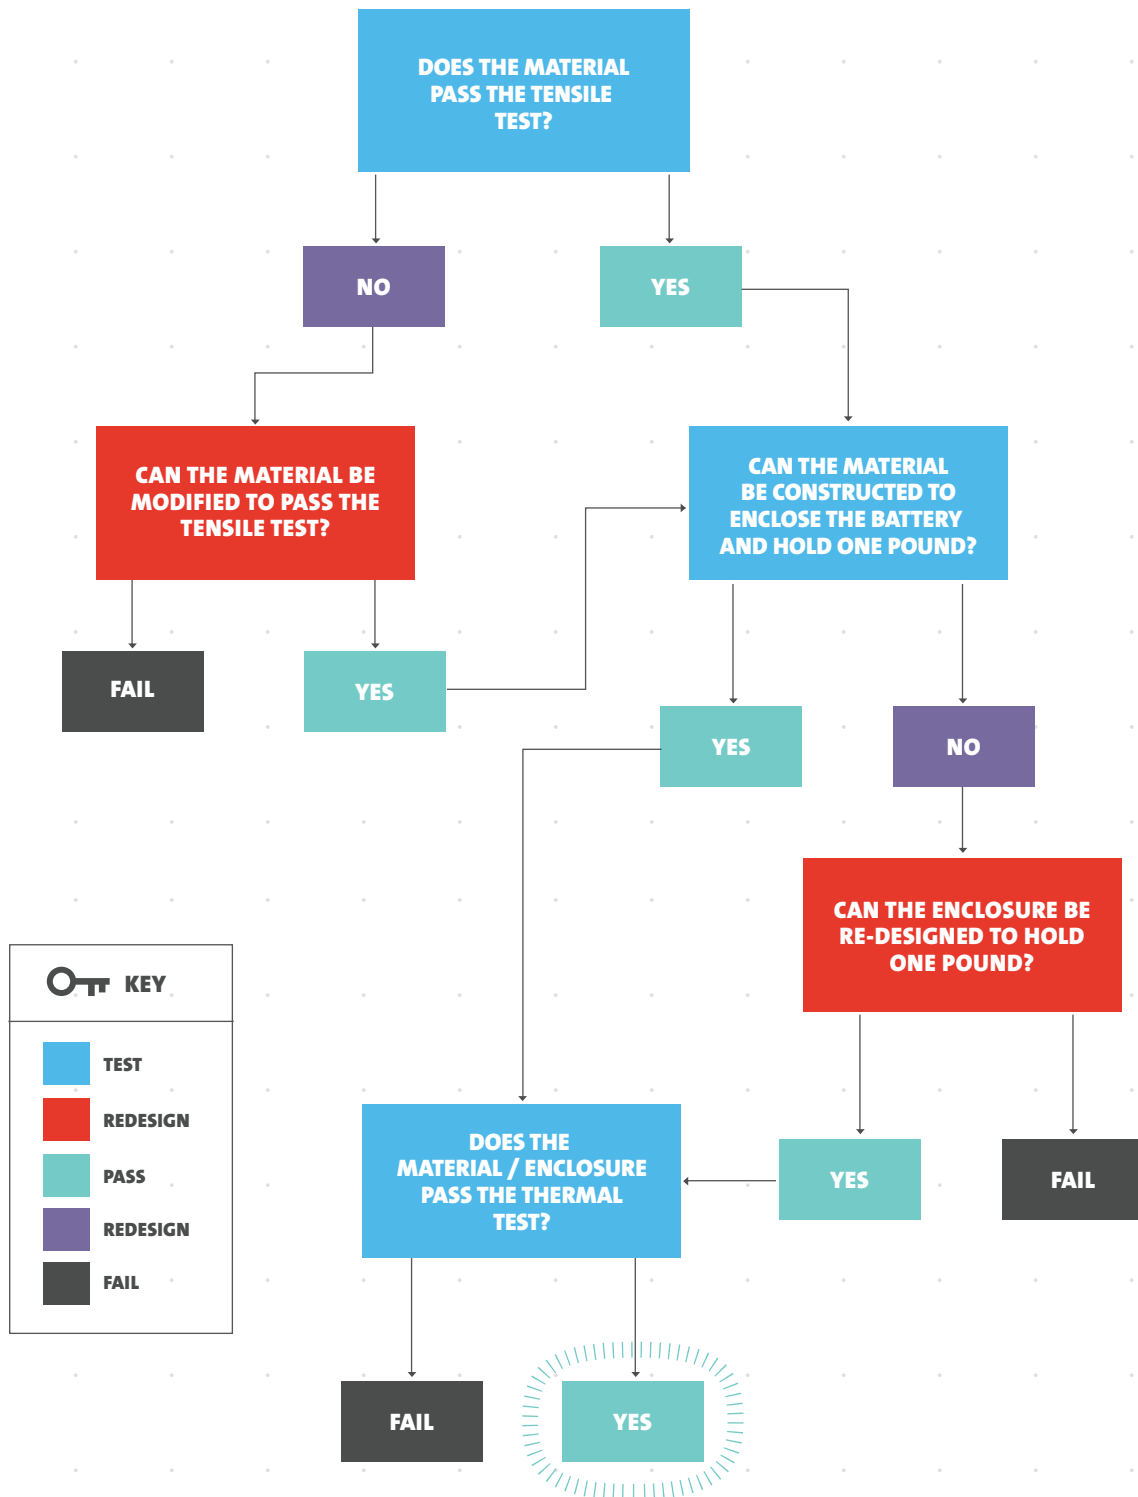 DOES THE MATERIAL
PASS THE TENSILE
TEST?
NO
YES
CAN THE MATERIAL BE
MODIFIED TO PASS THE
TENSILE TEST?
CAN THE MATERIAL
BE CONSTRUCTED TO
ENCLOSE THE BATTERY
AND HOLD ONE POUND?
FAIL
YES
YES
NO
CAN THE ENCLOSURE BE
RE-DESIGNED TO HOLD
ONE POUND?
KEY
TEST
REDESIGN
PASS
REDESIGN
FAIL
DOES THE
MATERIAL / ENCLOSURE
PASS THE THERMAL
TEST?
YES
FAIL
FAIL
YES